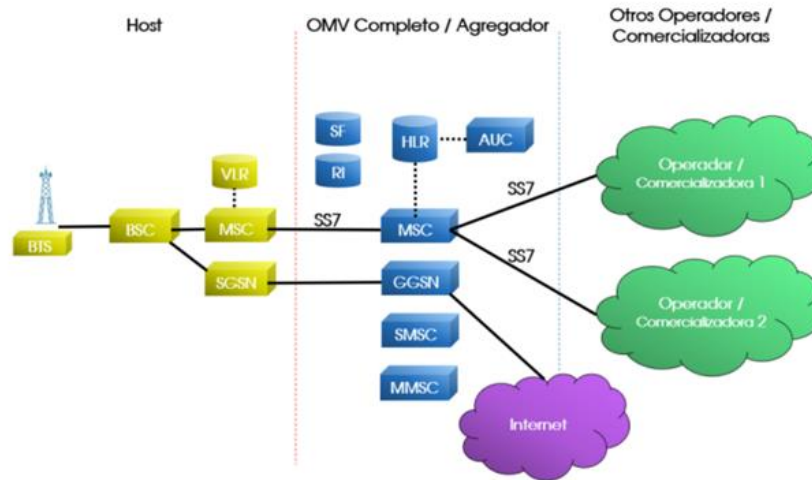 Host
OMV Completo / Agregador
Otros Operadores /
Comercializadoras
SF
HLR
AUC
VLR
RI
Operador /
Comercializadora 1
SS7
BTS
BSC
MSC
SS7
MSC
SS7
SGSN
GGSN
Operador /
Comercializadora 2
SMSC
MMSC
Internet